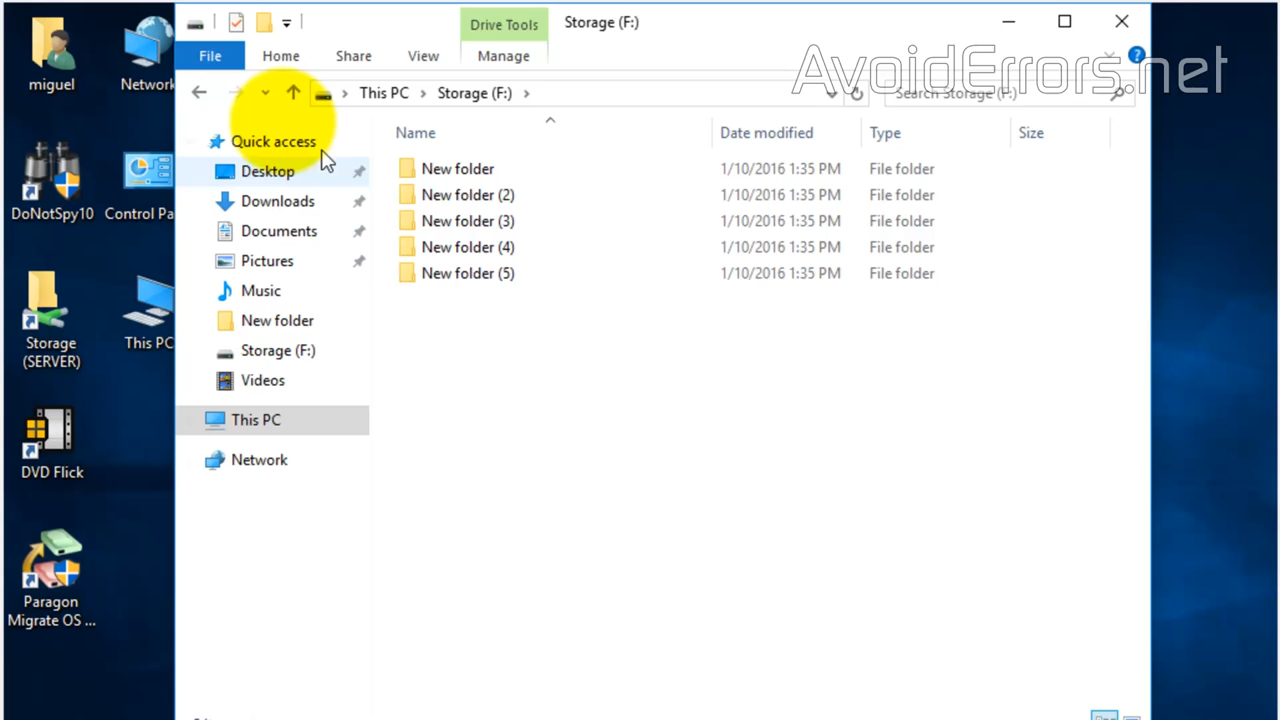 Drive Tools
Storage (F:)
File
Home
Share
View
Manage
AvoidErrors.net
This PC
Storage (F:)
Search Storage (F:)
Name
Date modified
Type
Size
Quick access
Desktop
Downloads
Documents
Pictures
Music
New folder
Storage (F:)
Videos
This PC
Network
New folder 1/10/2016 1:35 PM File folder
New folder (2) 1/10/2016 1:35 PM File folder
New folder (3) 1/10/2016 1:35 PM File folder
New folder (4) 1/10/2016 1:35 PM File folder
New folder (5) 1/10/2016 1:35 PM File folder
miguel
Network
DoNotSpy10
Control Pa
Storage
(SERVER)
This PC
DVD Flick
Paragon
Migrate OS ...